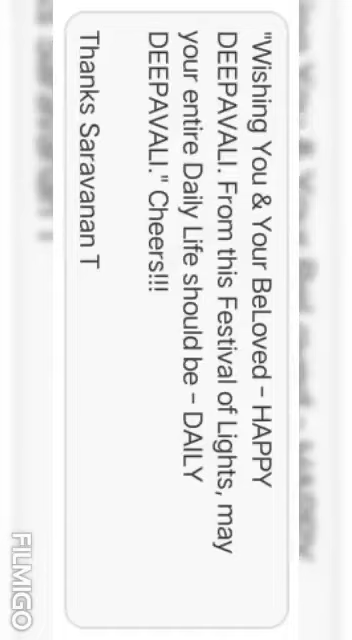 "Wishing You & Your BeLoved - HAPPY
DEEPAVALI. From this Festival of Lights, may
your entire Daily Life should be - DAILY
DEEPAVALI." Cheers!!!
Thanks Saravanan T
FILMIGO